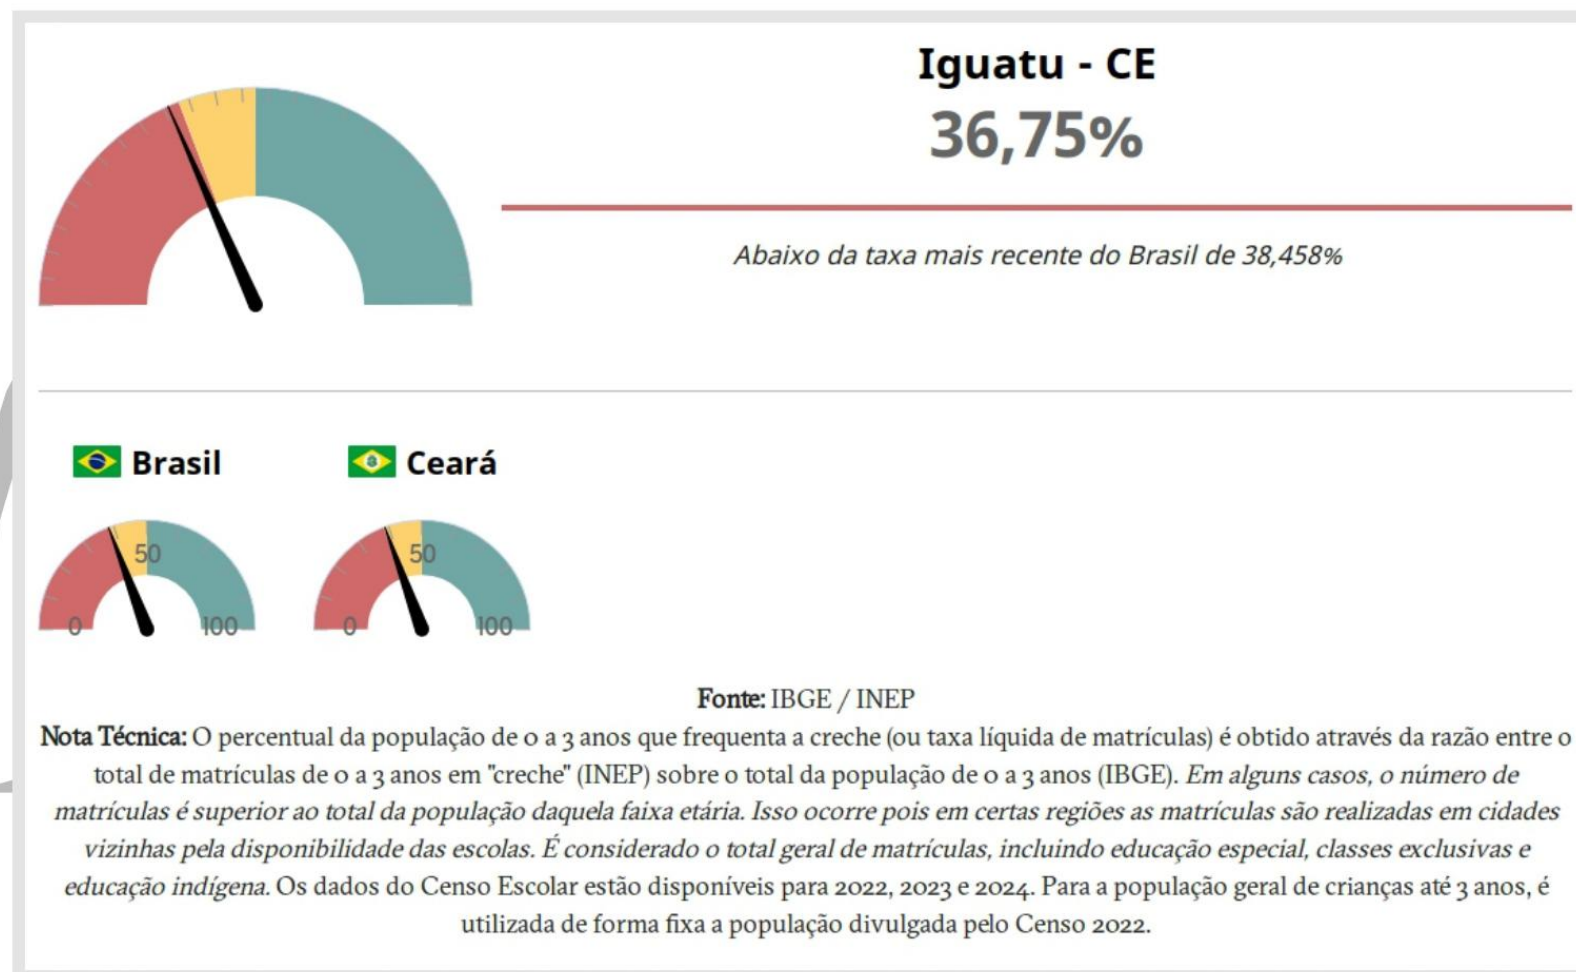 Iguatu - CE
36,75%
Abaixo da taxa mais recente do Brasil de 38,458%
Brasil
Ceará
50
0
100
50
0
100
Fonte: IBGE / INEP
Nota Técnica: O percentual da população de 0 a 3 anos que frequenta a creche (ou taxa líquida de matrículas) é obtido através da razão entre o
total de matrículas de 0 a 3 anos em "creche" (INEP) sobre o total da população de 0 a 3 anos (IBGE). Em alguns casos, o número de
matrículas é superior ao total da população daquela faixa etária. Isso ocorre pois em certas regiões as matrículas são realizadas em cidades
vizinhas pela disponibilidade das escolas. É considerado o total geral de matrículas, incluindo educação especial, classes exclusivas e
educação indígena. Os dados do Censo Escolar estão disponíveis para 2022, 2023 e 2024. Para a população geral de crianças até 3 anos, é
utilizada de forma fixa a população divulgada pelo Censo 2022.